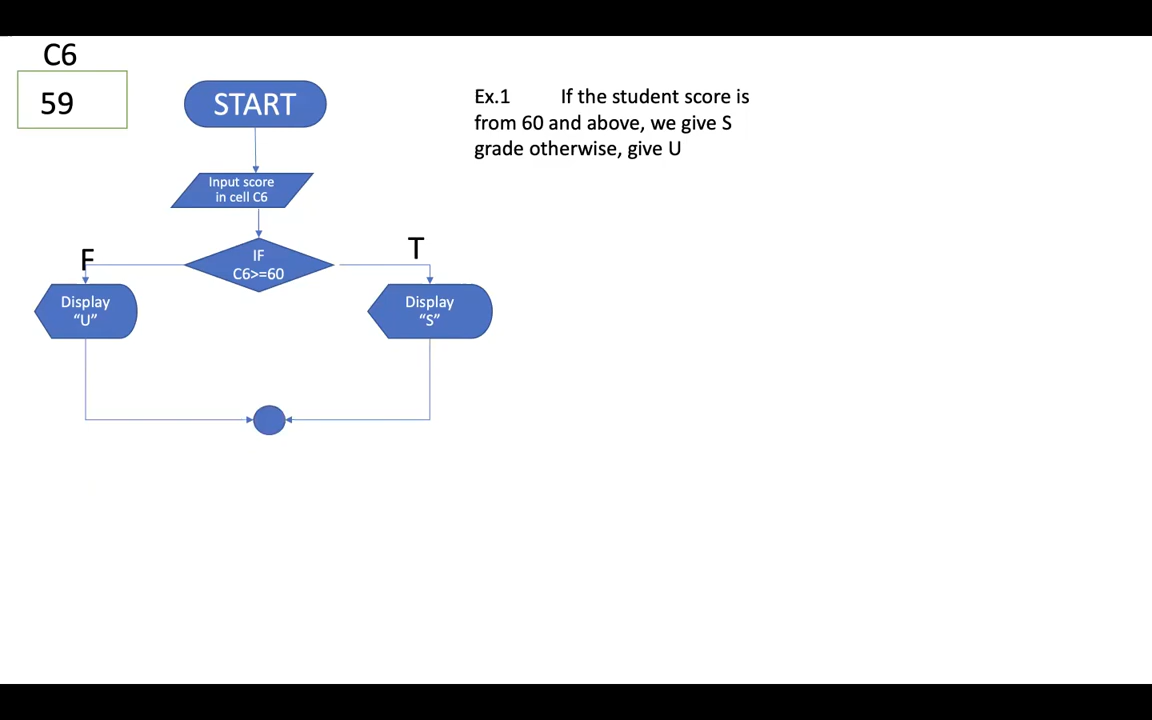 C6
59
START
Ex.1 If the student score is
from 60 and above, we give S
grade otherwise, give U
Input score
in cell C6
F
IF
C6>=60
T
Display
“U”
Display
“S”